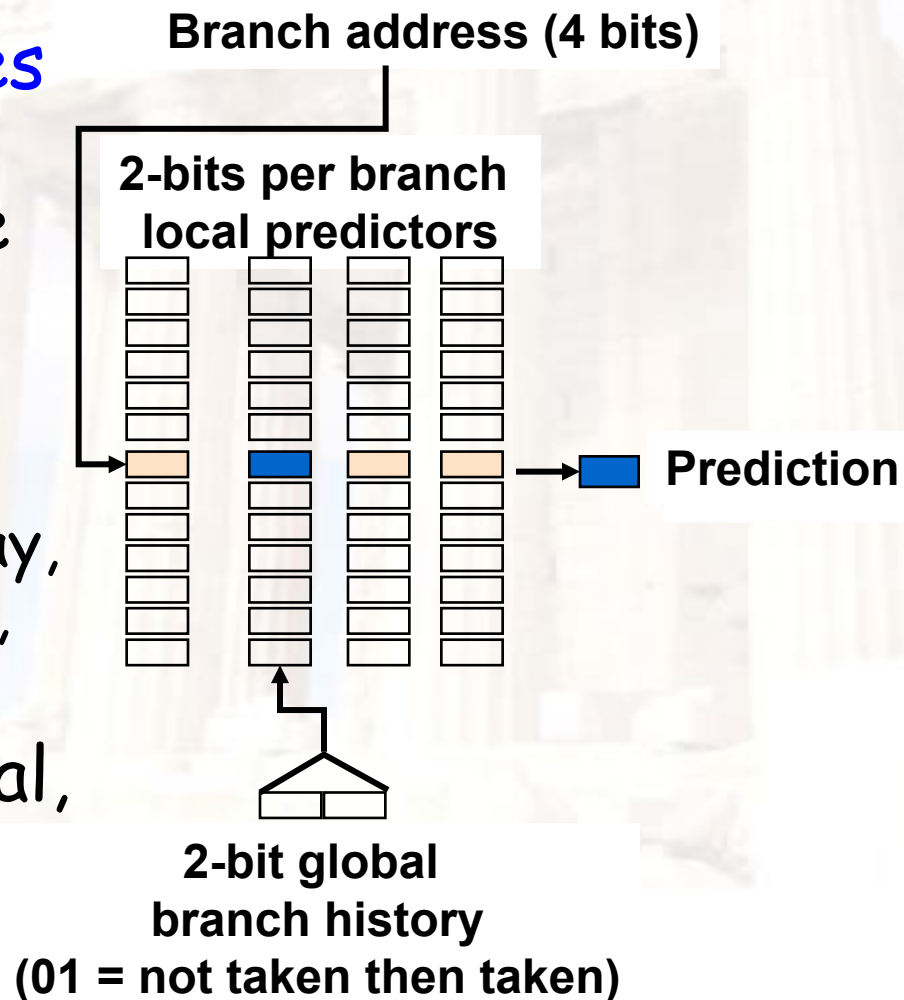 Branch address (4 bits)
2-bits per branch
local predictors
Prediction
2-bit global
branch history
(01 = not taken then taken)